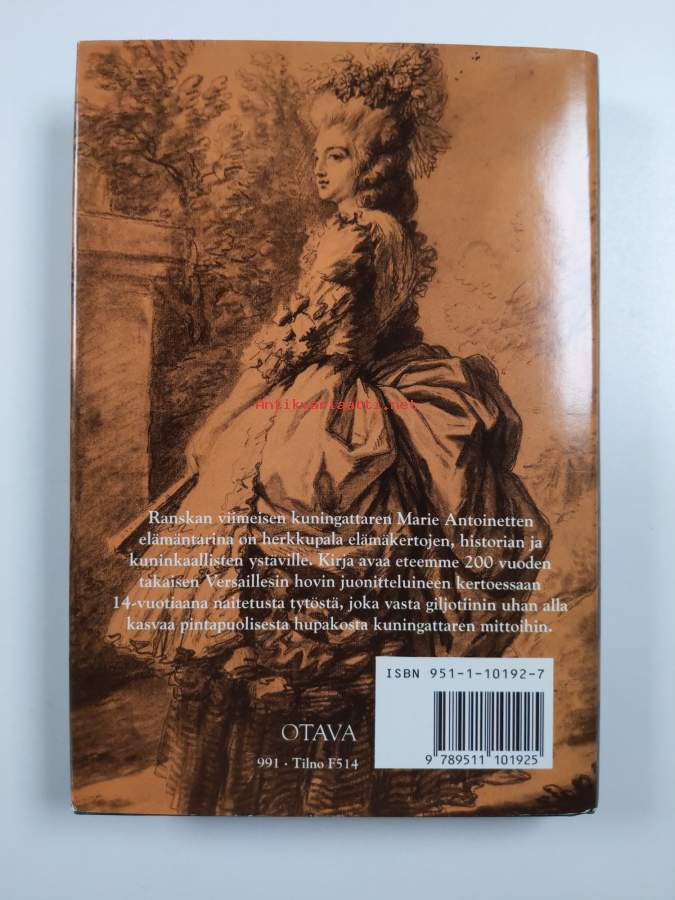 Antikvariaatti.net
Ranskan viimeisen kuningattaren Marie Antoinetten
elämäntarina on herkkupala elämäkertojen, historian ja
kuninkaallisten ystäville. Kirja avaa eteemme 200 vuoden
takaisen Versaillesin hovin juonitteluineen kertoessaan
14-vuotiaana naitetusta tytöstä, joka vasta giljotiinin uhan alla
kasvaa pintapuolisesta hupakosta kuningattaren mittoihin.
ISBN 951-1-10192-7
OTAVA
991 · Tilno F514
9 789511 101925